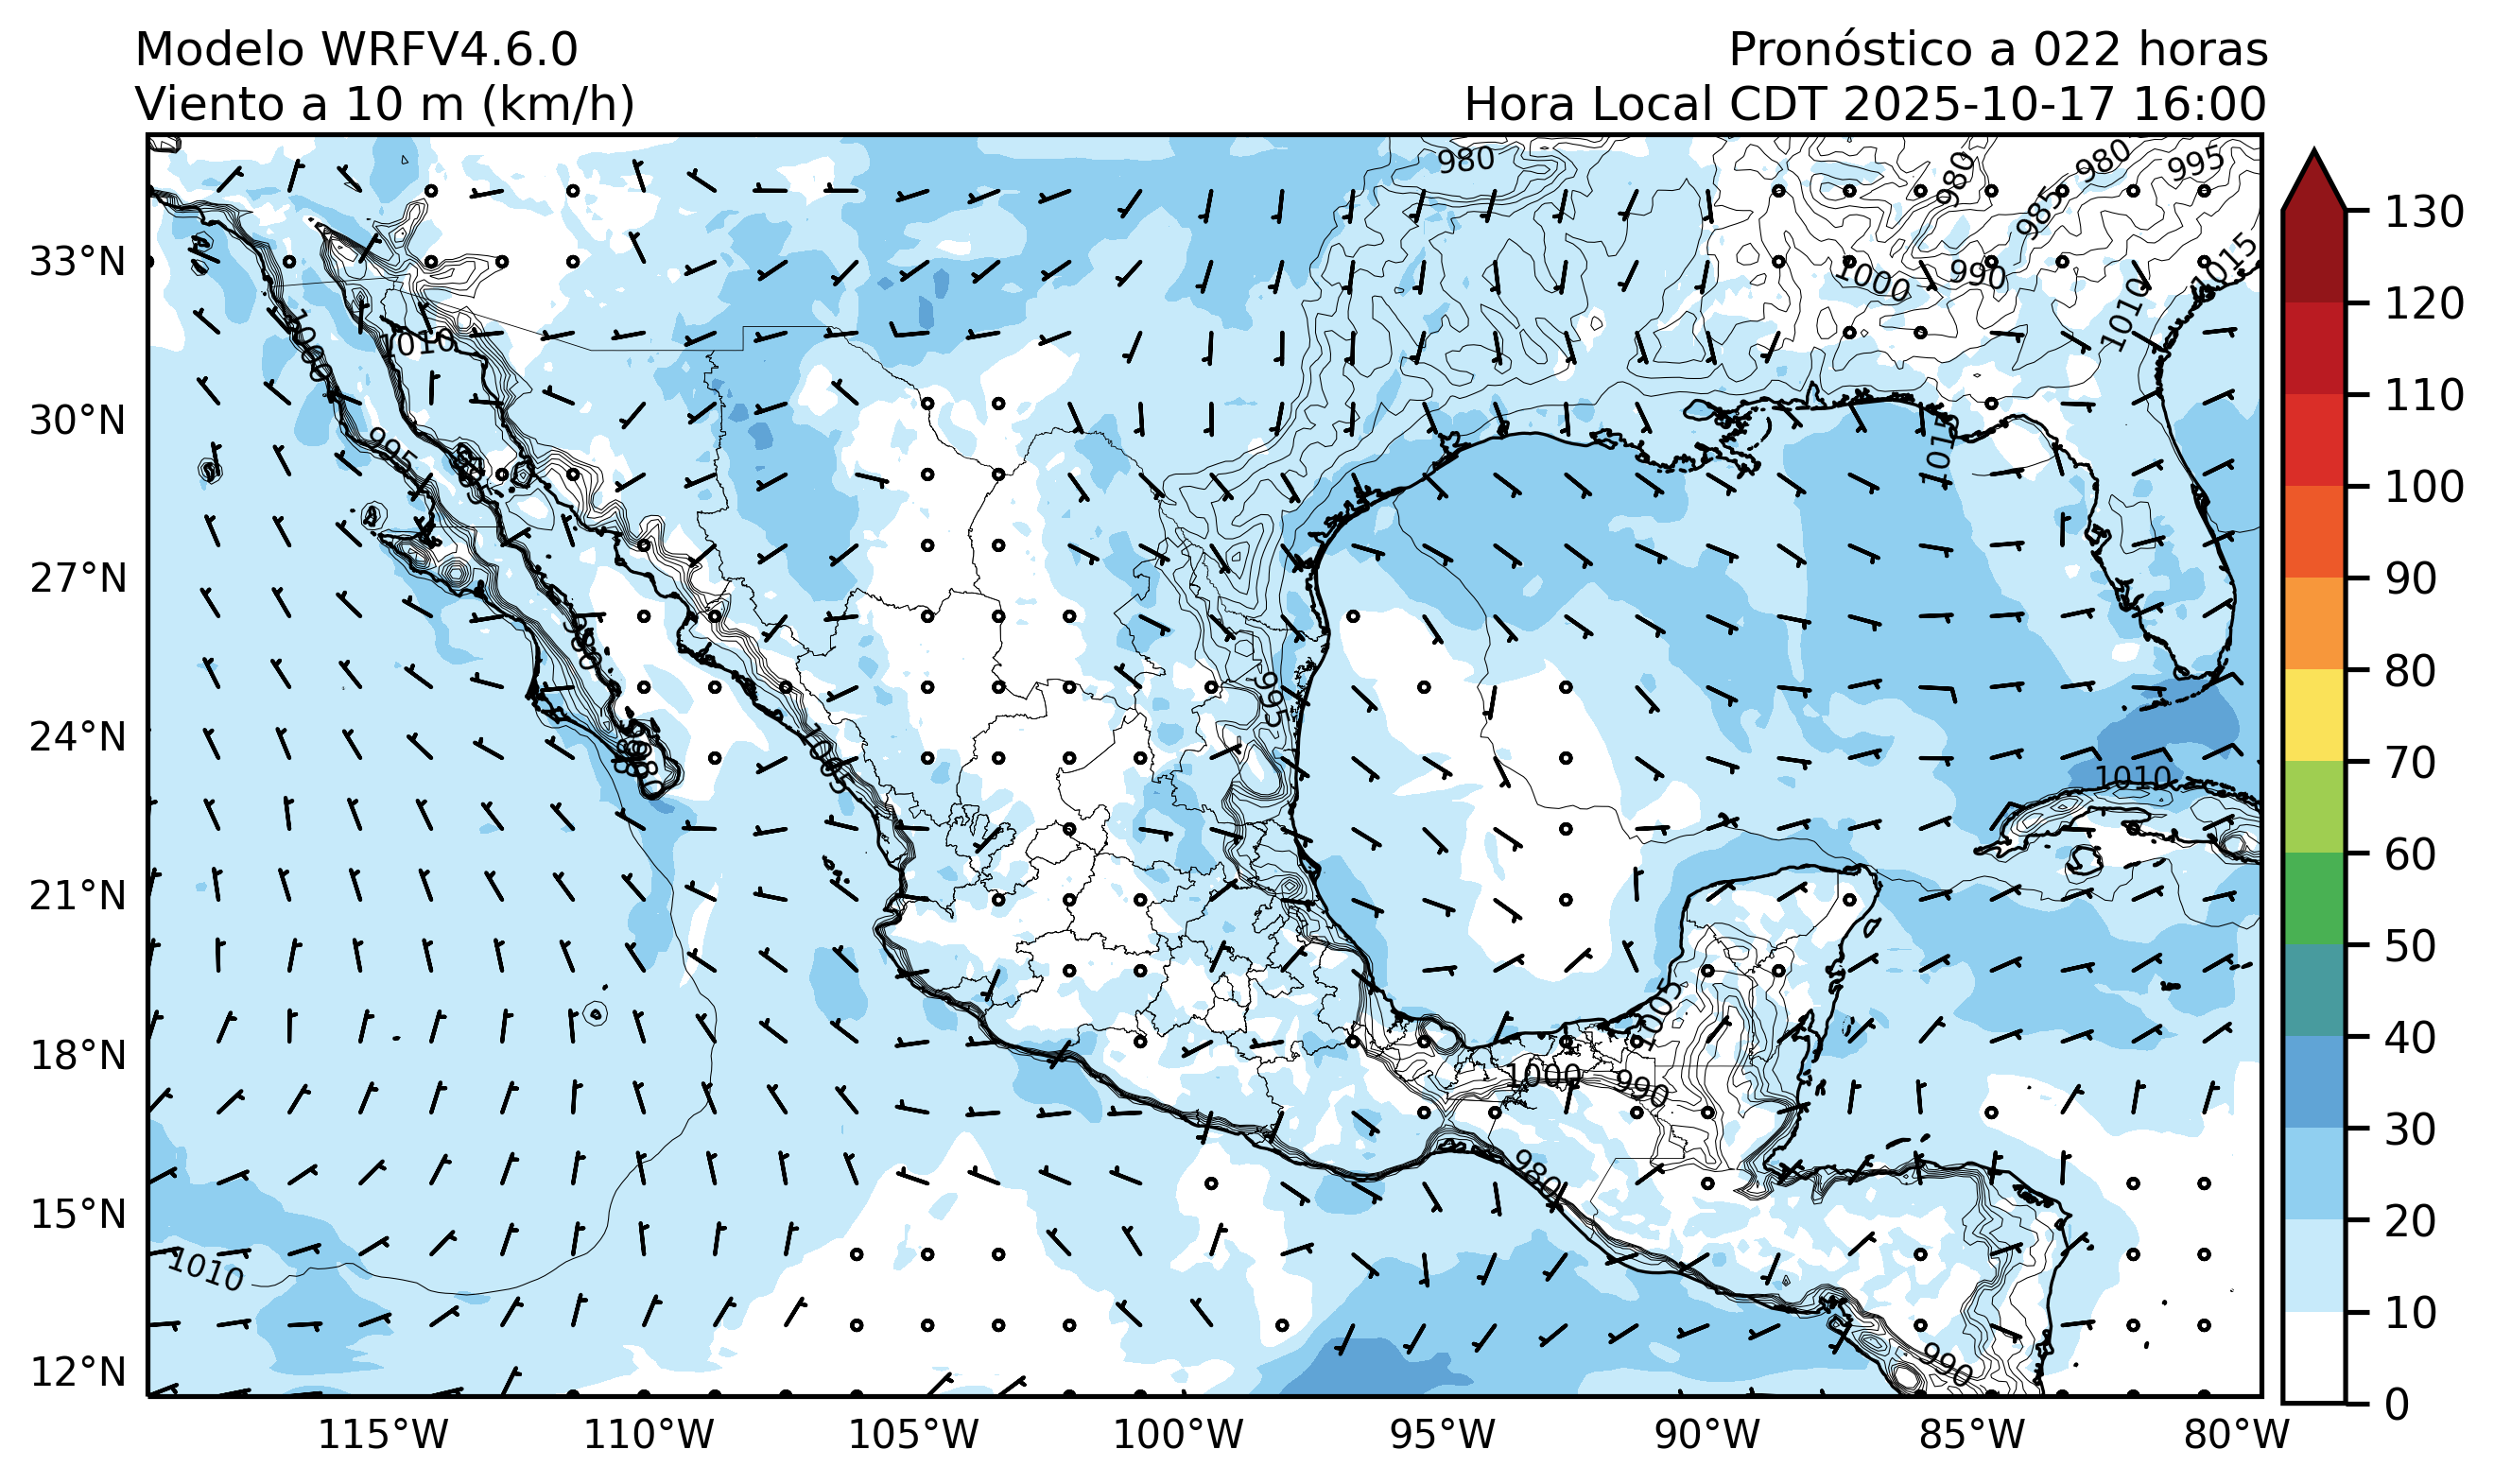 Modelo WRFV4.6.0
Pronóstico a 022 horas
Viento a 10 m (km/h)
Hora Local CDT 2025-10-17 16:00
980
980
980
995
985
1015
1000
990
1010
1000
1010
1015
995
995
1005
1010
1005
1000
990
980
1010
990
33°N
30°N
27°N
24°N
21°N
18°N
15°N
12°N
115°W
110°W
105°W
100°W
95°W
90°W
85°W
80°W
130
120
110
100
90
80
70
60
50
40
30
20
10
0